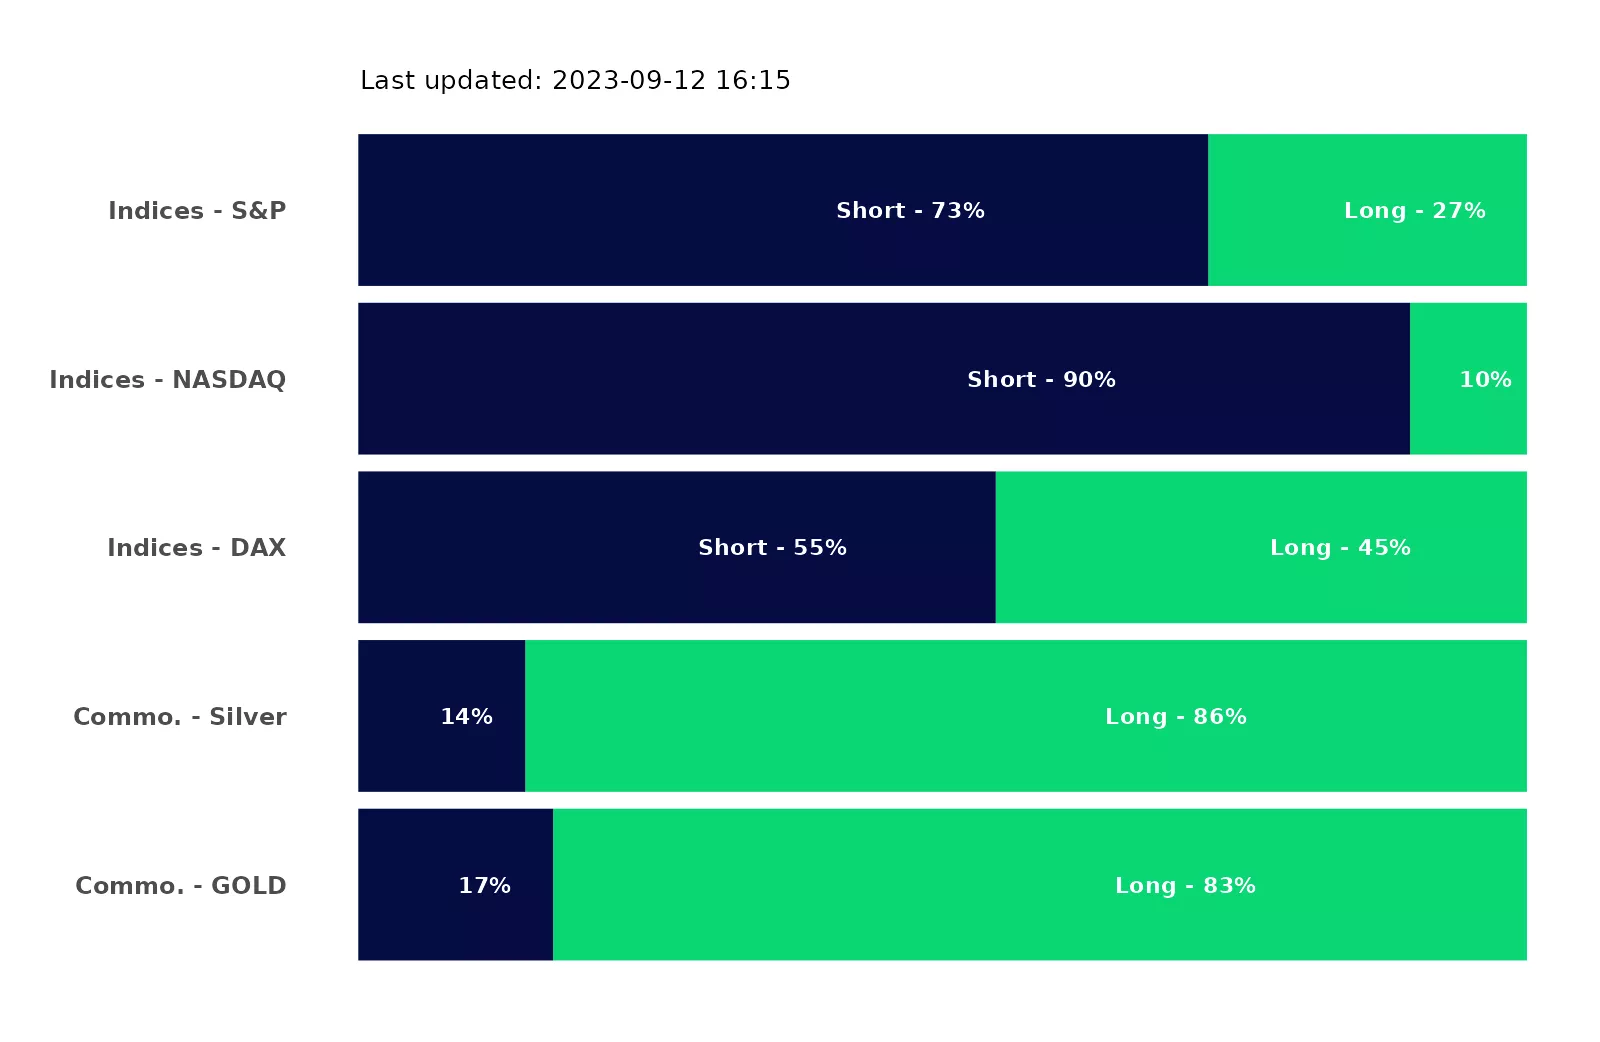 Last updated: 2023-09-12 16:15
Indices - S&P Short - 73% Long - 27%
Indices - NASDAQ Short - 90% 10%
Indices - DAX Short - 55% Long - 45%
Commo. - Silver 14% Long - 86%
Commo. - GOLD 17% Long - 83%